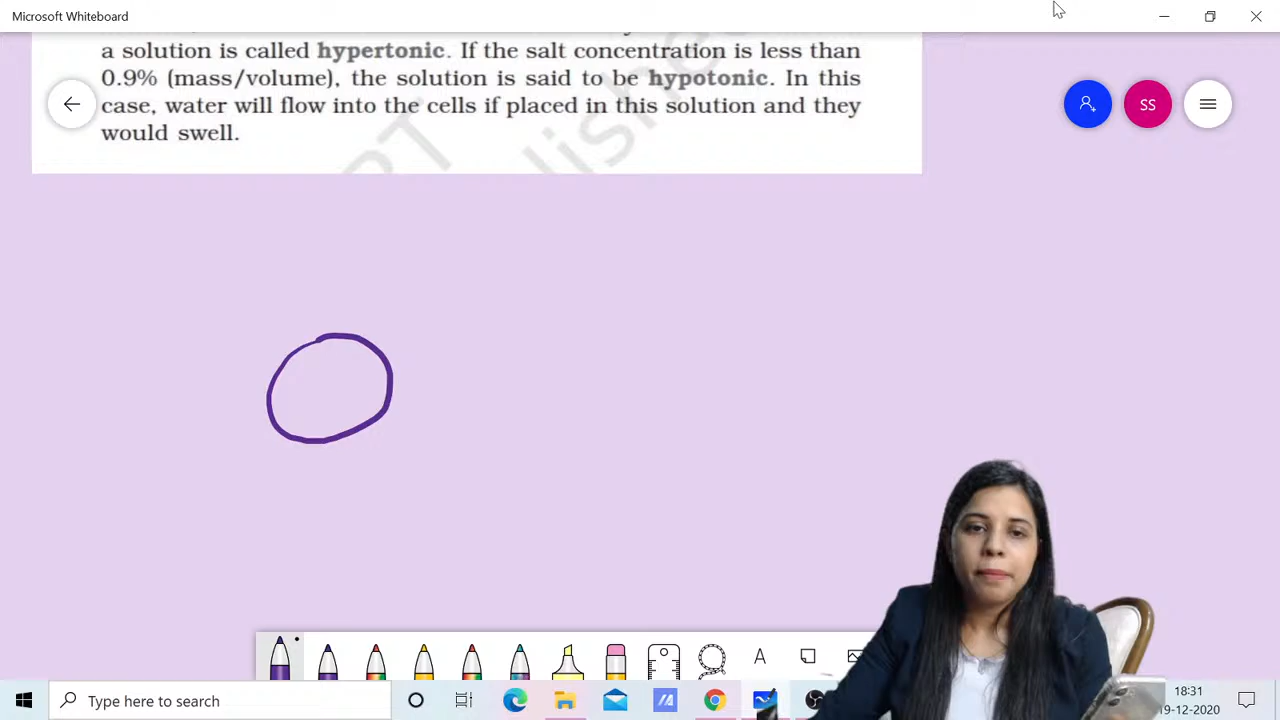 Microsoft Whiteboard
a solution is called hypertonic. If the salt concentration is less than
0.9% (mass/volume), the solution is said to be hypotonic. In this
case, water will flow into the cells if placed in this solution and they
would swell.
SS
A
Type here to search
18:31
19-12-2020